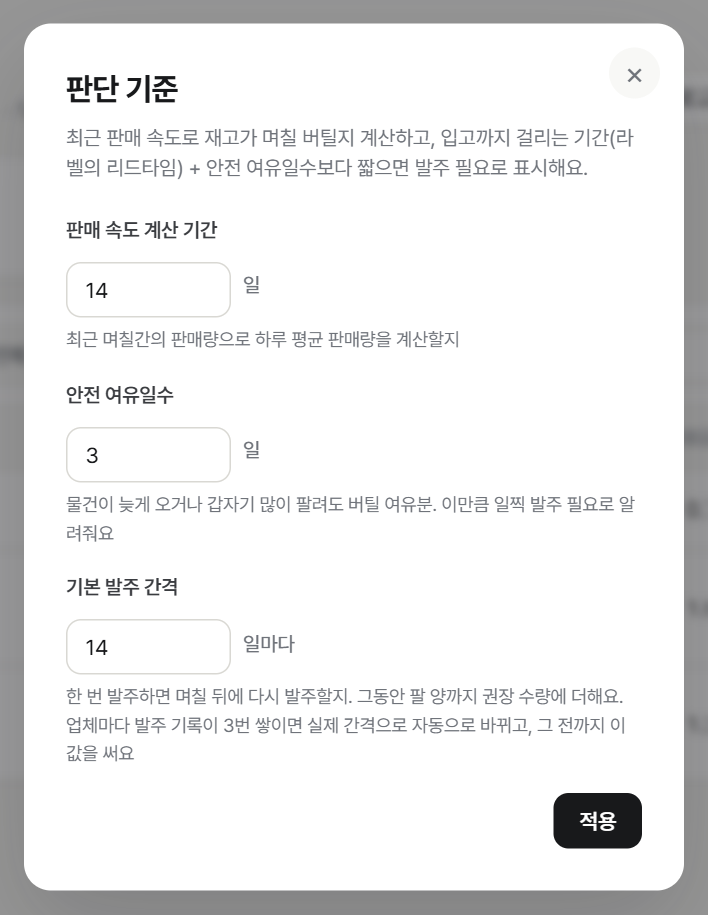 판단 기준
최근 판매 속도로 재고가 며칠 버틸지 계산하고, 입고까지 걸리는 기간(라
벨의 리드타임) + 안전 여유일수보다 짧으면 발주 필요로 표시해요.
판매 속도 계산 기간
14 일
최근 며칠간의 판매량으로 하루 평균 판매량을 계산할지
안전 여유일수
3 일
물건이 늦게 오거나 갑자기 많이 팔려도 버틸 여유분. 이만큼 일찍 발주 필요로 알
려줘요
기본 발주 간격
14 일마다
한 번 발주하면 며칠 뒤에 다시 발주할지. 그동안 팔 양까지 권장 수량에 더해요.
업체마다 발주 기록이 3번 쌓이면 실제 간격으로 자동으로 바뀌고, 그 전까지 이
값을 써요
적용